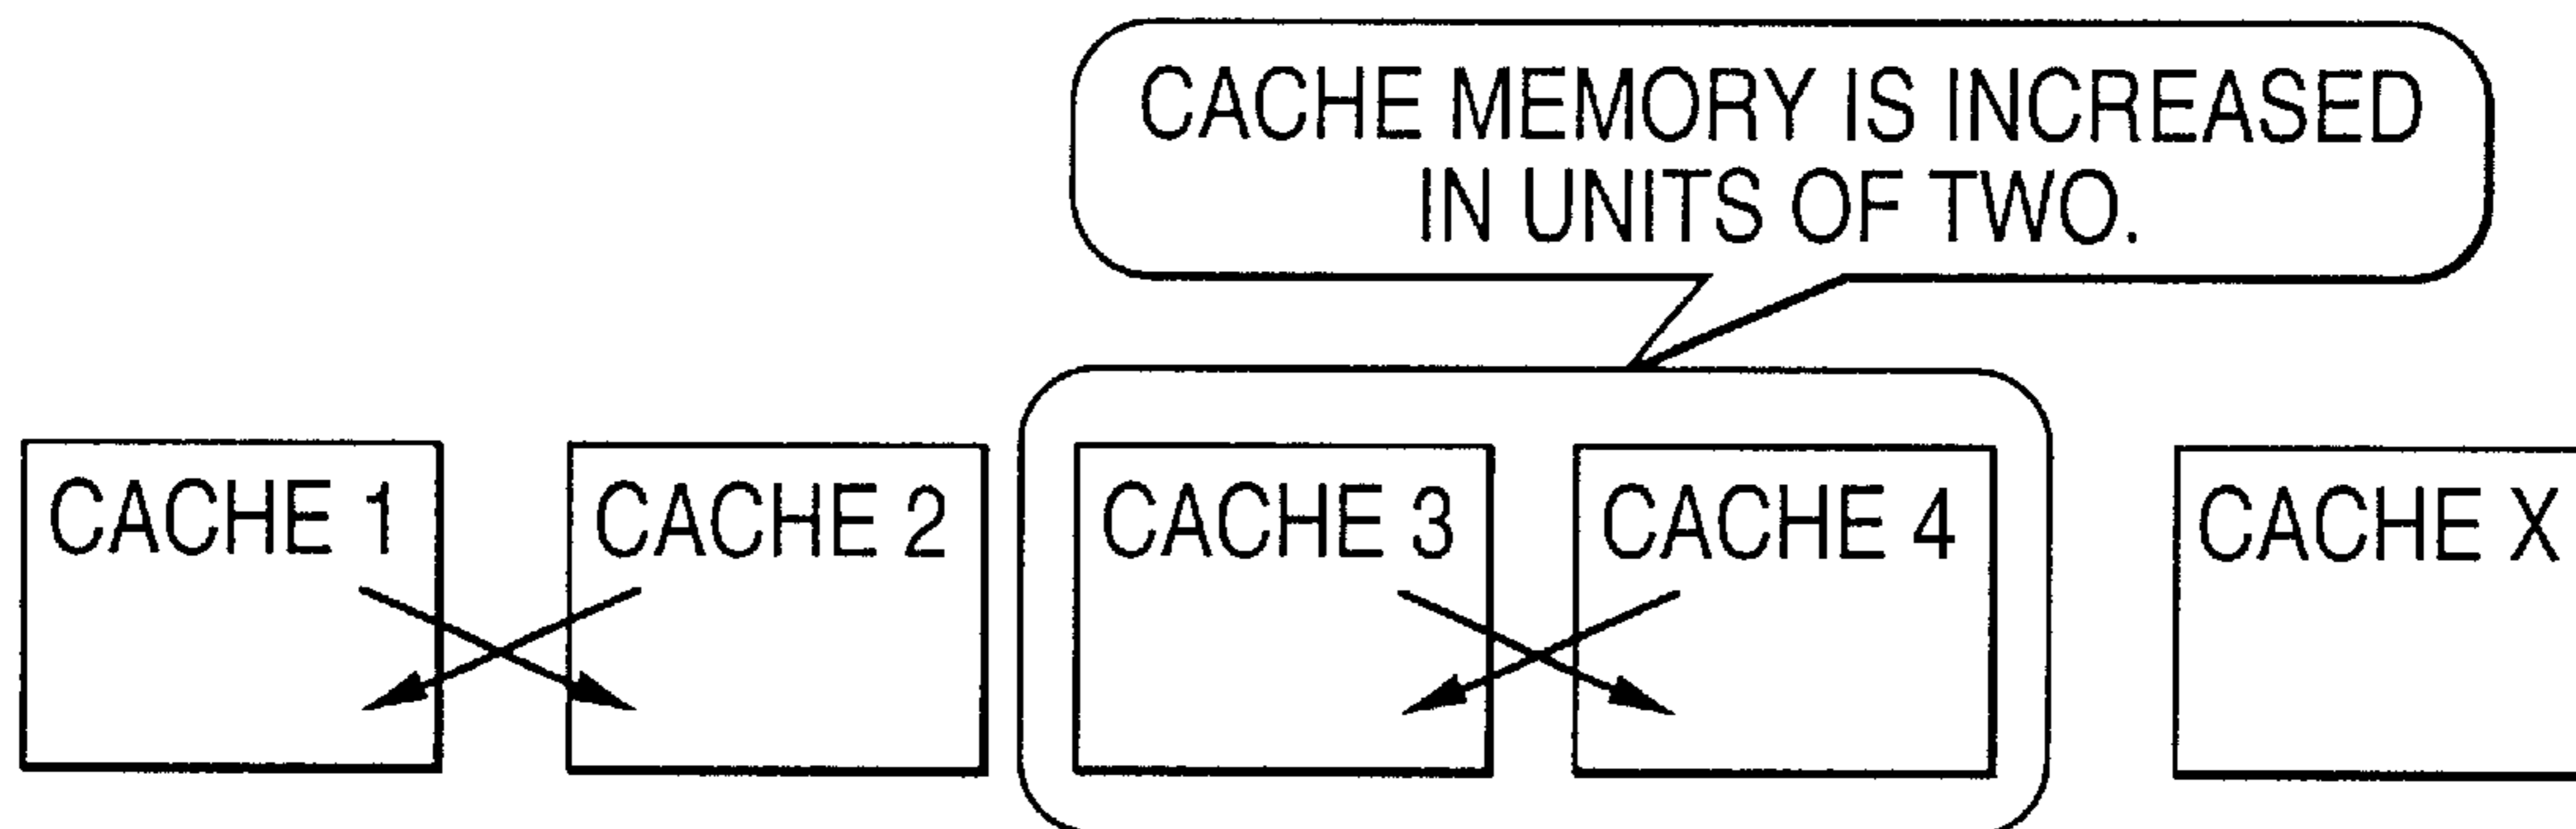 CACHE MEMORY IS INCREASED
IN UNITS OF TWO.
CACHE 1
CACHE 2
CACHE 3
CACHE 4
CACHE X